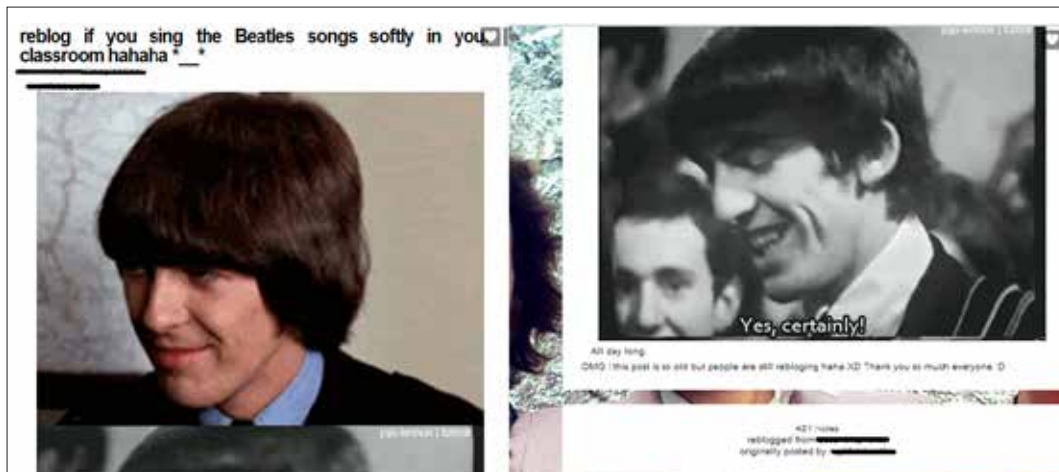 reblog if you sing the Beatles songs softly in you
classroom hahaha *__*
Yes, certainly!
All day long.
OMG ! this post is so old but people are still rebloging haha XD Thank you so much everyone :D
421 notes
reblogged from
originally posted by